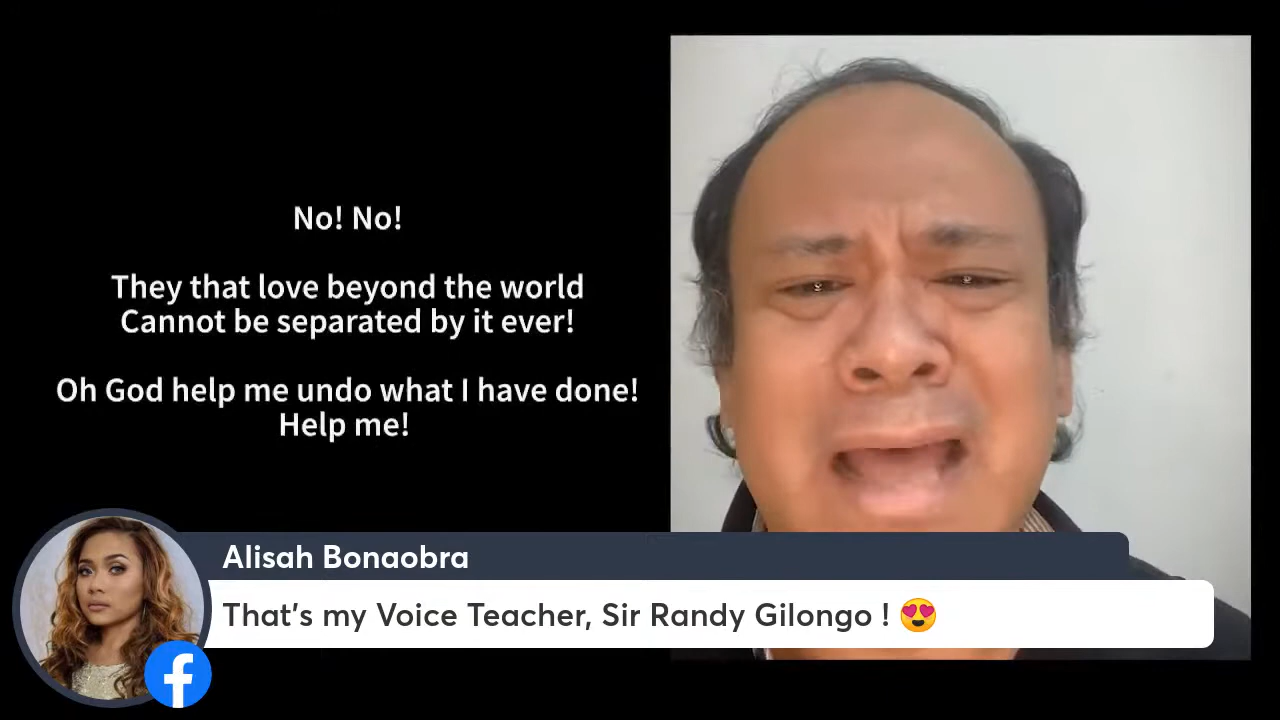 No! No!
They that love beyond the world
Cannot be separated by it ever!
Oh God help me undo what I have done!
Help me!
Alisah Bonaobra
That's my Voice Teacher, Sir Randy Gilongo ! 😍